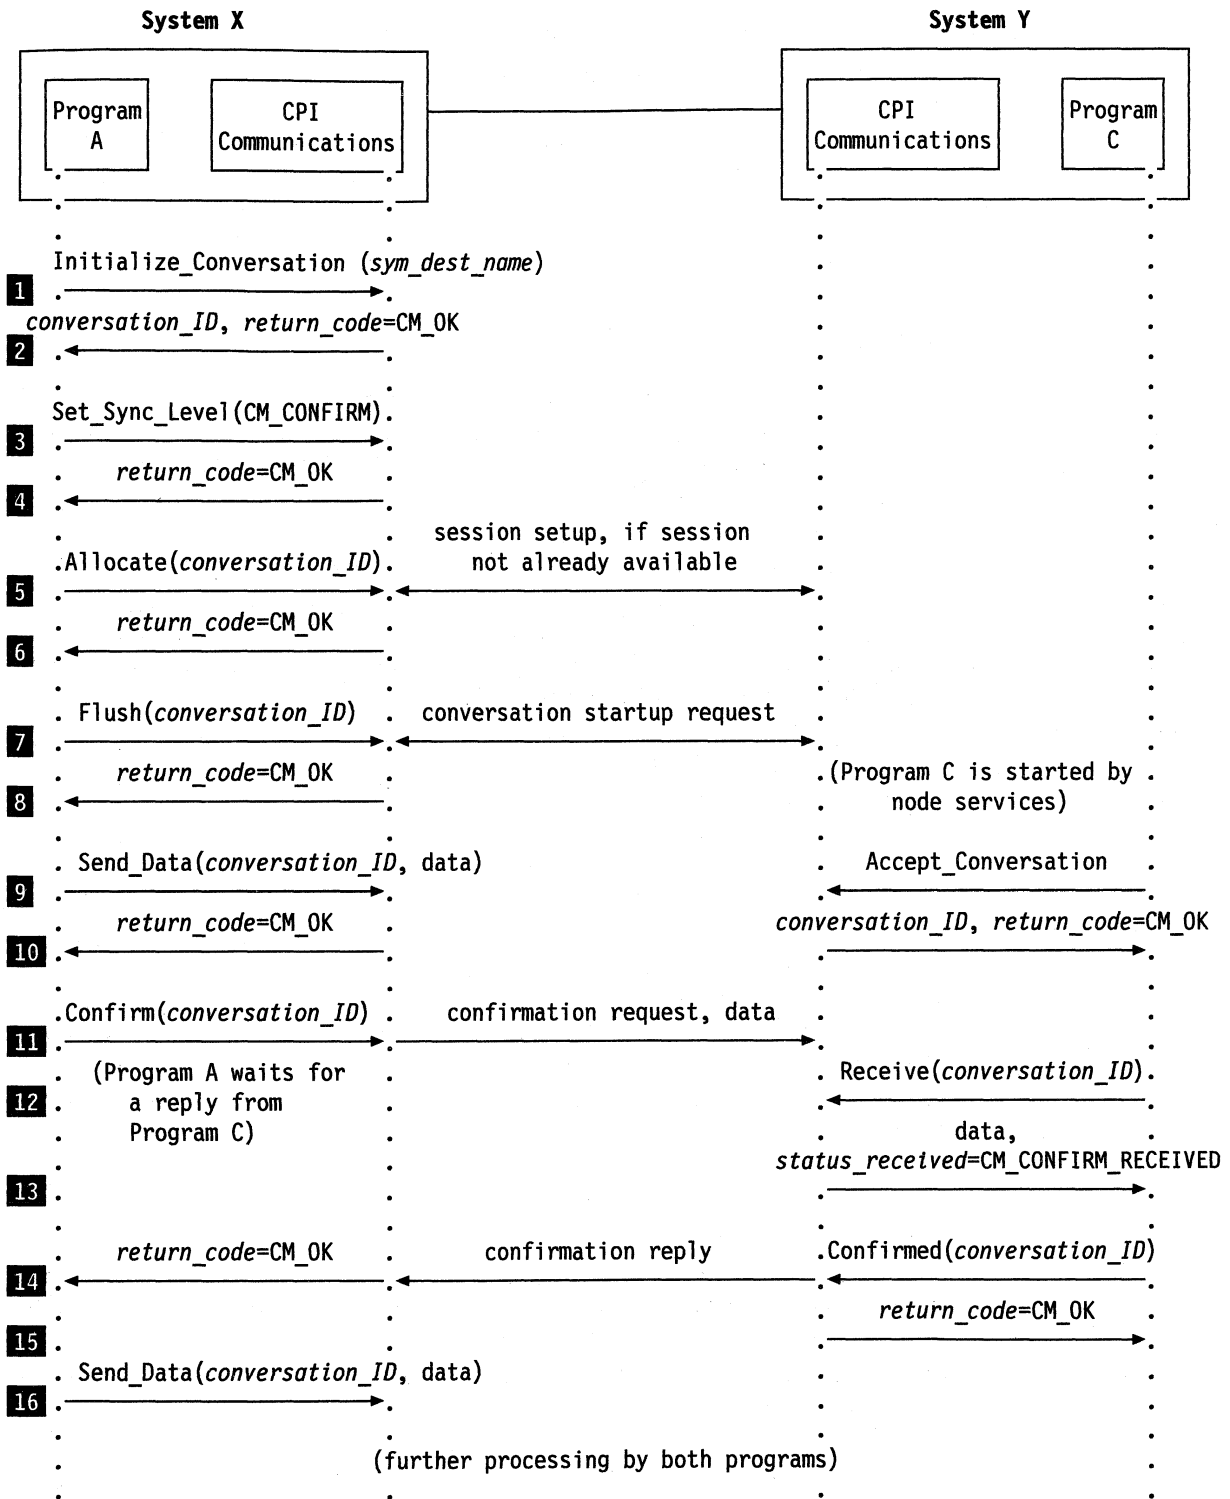 System X
System Y
Program
A
CPI
Communications
CPI
Communications
Program
C
Initialize_Conversation (sym_dest_name)
1
conversation_ID, return_code=CM_OK
2
Set_Sync_Level(CM_CONFIRM)
3
return_code=CM_OK
4
session setup, if session
not already available
Allocate(conversation_ID)
5
return_code=CM_OK
6
Flush(conversation_ID)
conversation startup request
7
return_code=CM_OK
(Program C is started by
node services)
8
Send_Data(conversation_ID, data)
Accept_Conversation
9
return_code=CM_OK
conversation_ID, return_code=CM_OK
10
Confirm(conversation_ID)
confirmation request, data
11
(Program A waits for
a reply from
Program C)
Receive(conversation_ID)
12
data,
status_received=CM_CONFIRM_RECEIVED
13
return_code=CM_OK
confirmation reply
Confirmed(conversation_ID)
14
return_code=CM_OK
15
Send_Data(conversation_ID, data)
16
(further processing by both programs)